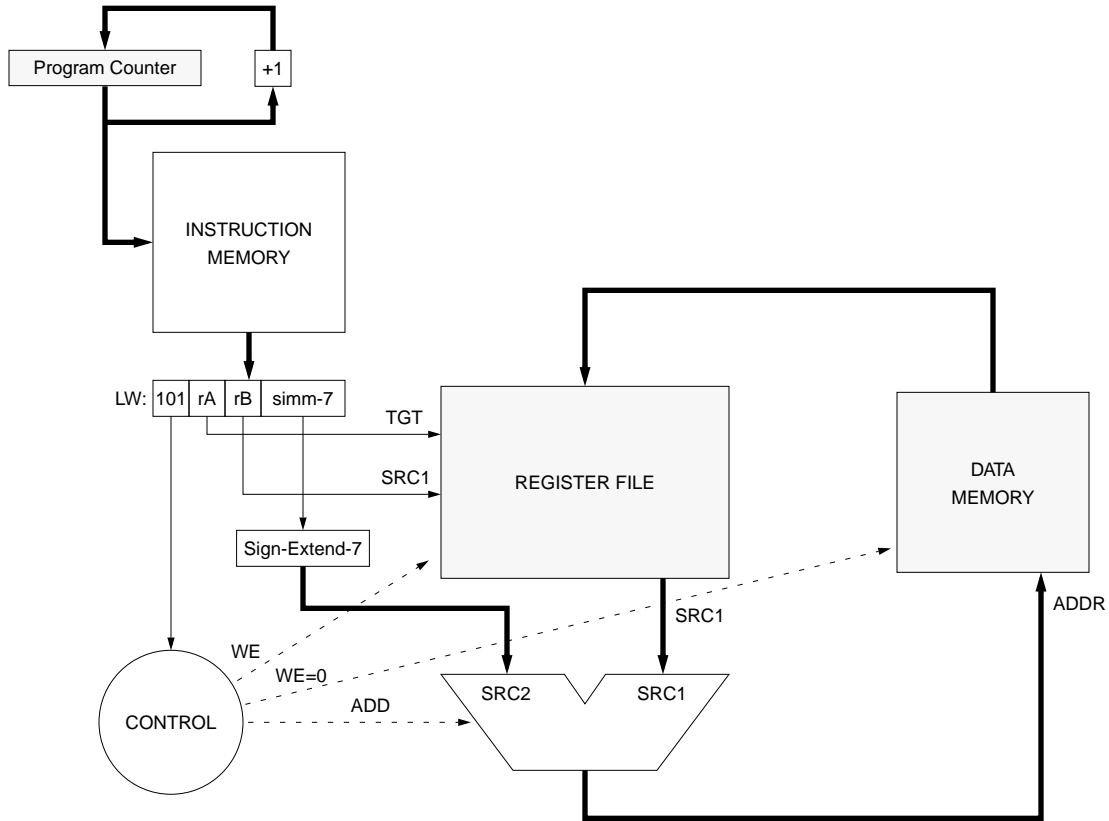 Program Counter
+1
INSTRUCTION
MEMORY
LW: 101 rA rB simm-7
TGT
SRC1
REGISTER FILE
DATA
MEMORY
Sign-Extend-7
SRC1
ADDR
WE
WE=0
SRC2
SRC1
ADD
CONTROL